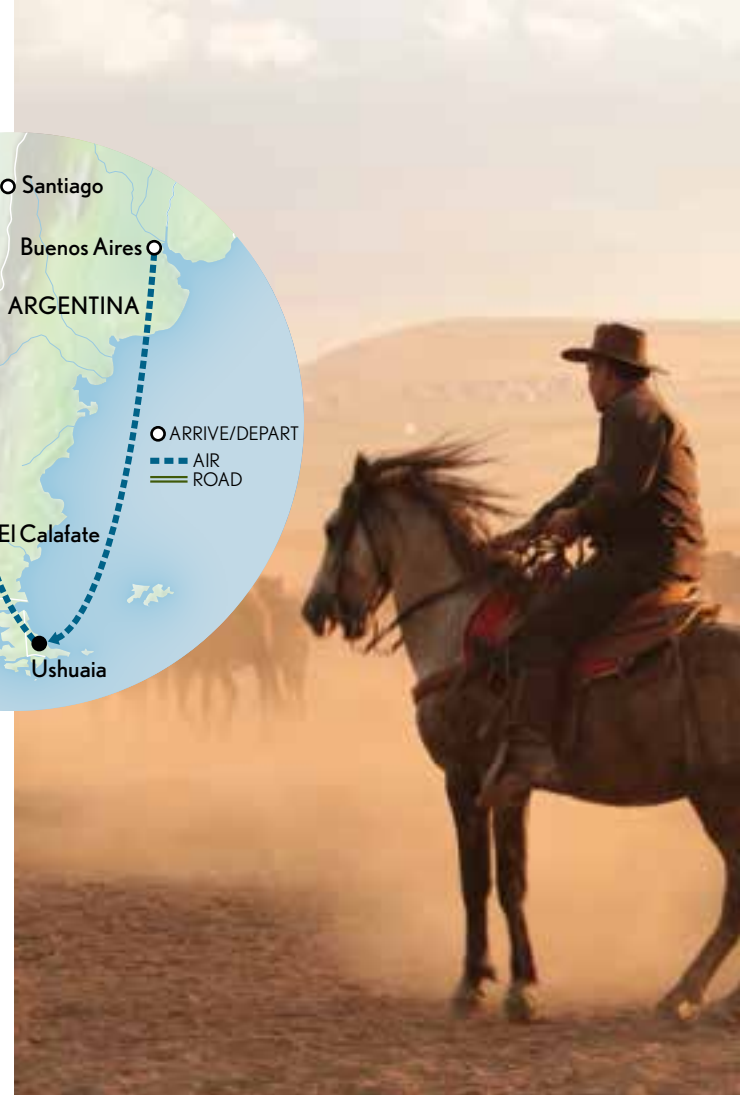 Santiago
Buenos Aires
ARGENTINA
ARRIVE/DEPART
AIR
ROAD
El Calafate
Ushuaia